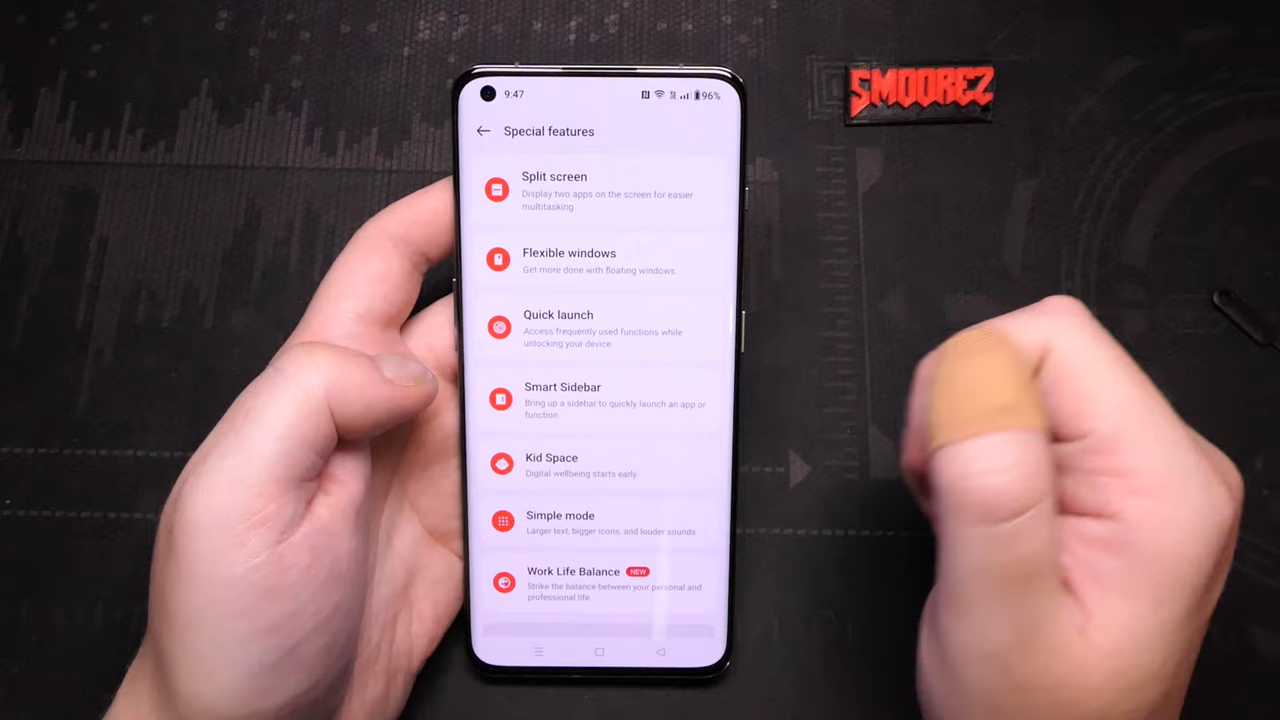 9:47
96%
Special features
Split screen
Display two apps on the screen for easier
multitasking
Flexible windows
Get more done with floating windows
Quick launch
Access frequently used functions while
unlocking your device
Smart Sidebar
Bring up a sidebar to quickly launch an app or
function
Kid Space
Digital wellbeing starts early
Simple mode
Larger text, bigger icons, and louder sounds
Work Life Balance NEW
Strike the balance between your personal and
professional life
SMOOREZ